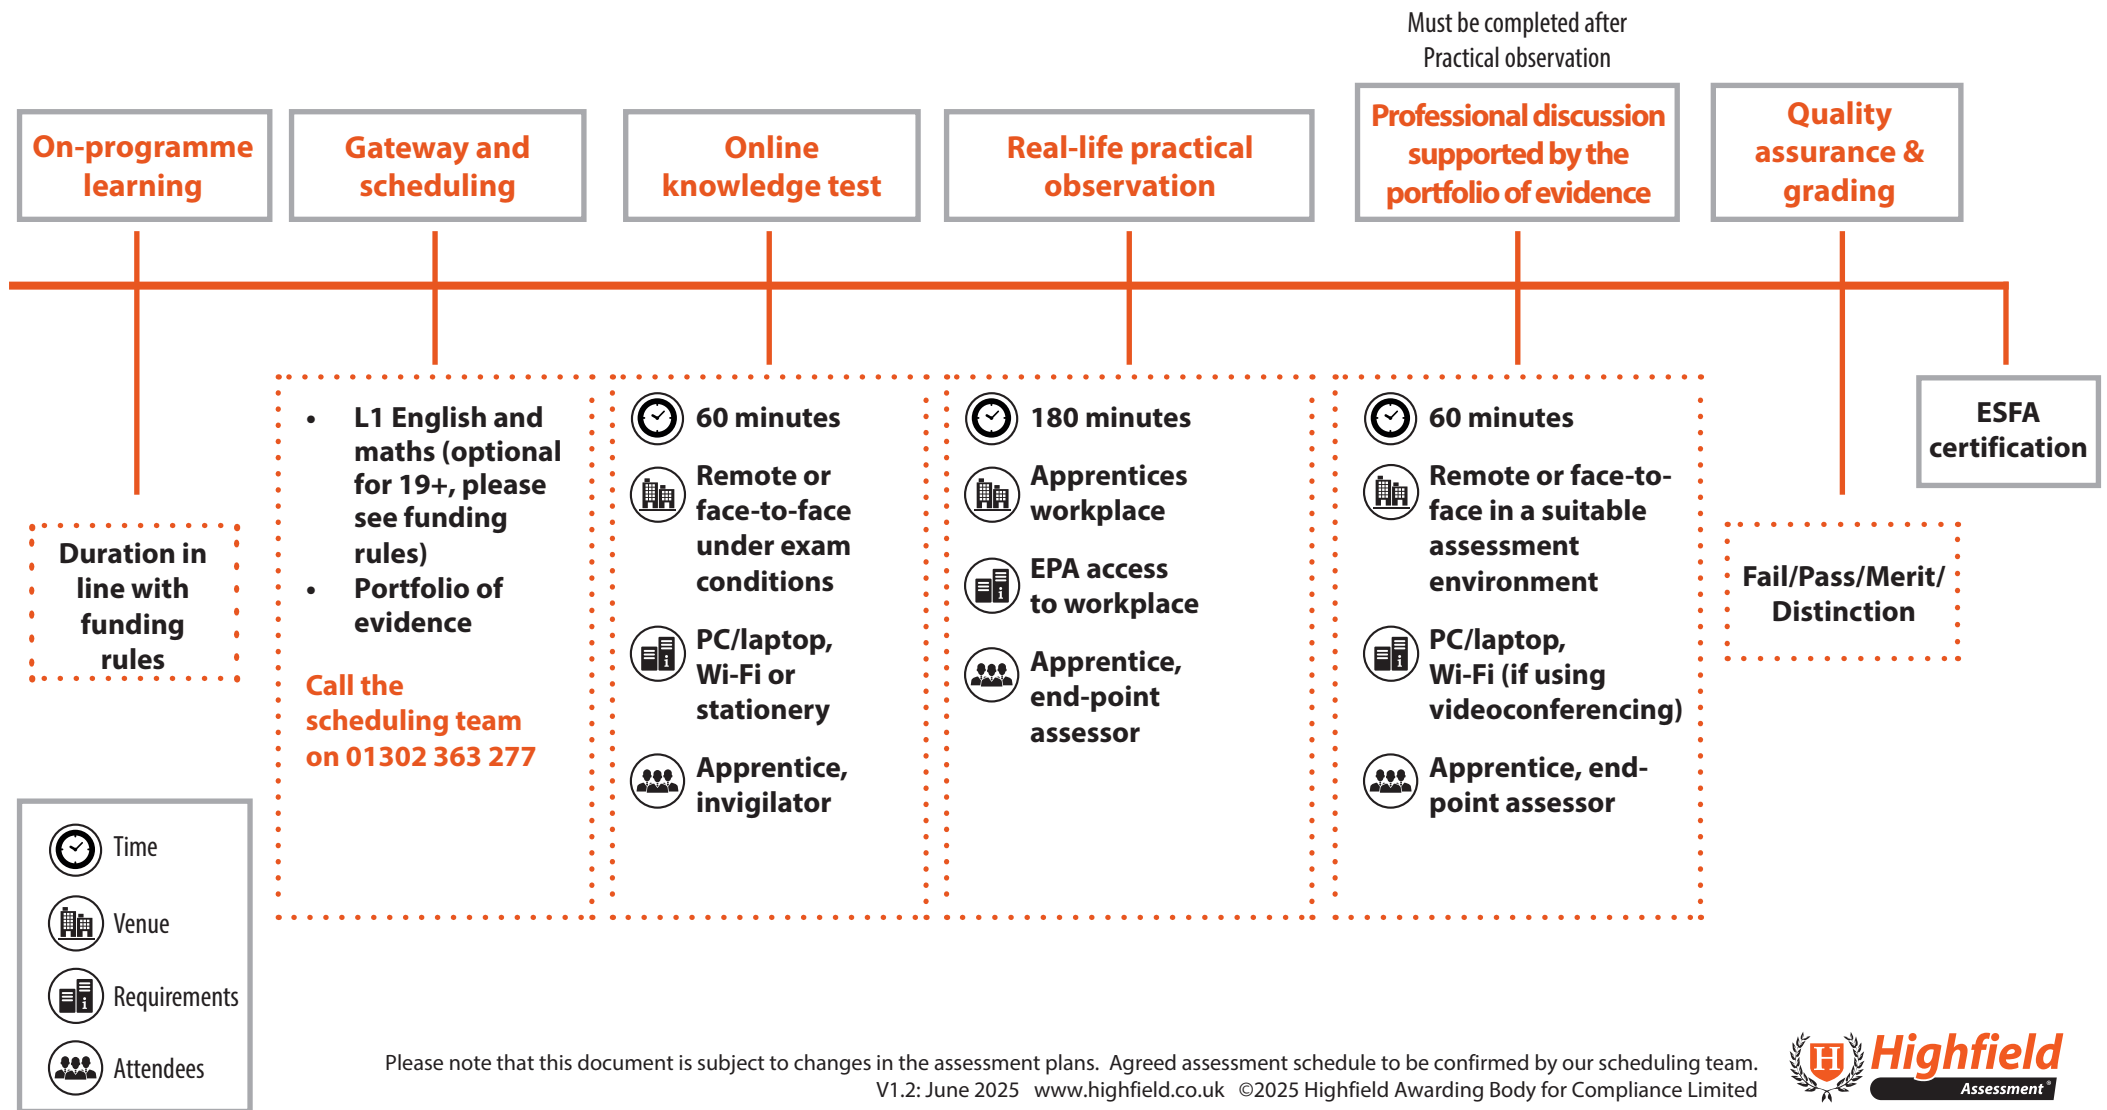 Must be completed after
Practical observation
On-programme
learning
Gateway and
scheduling
Online
knowledge test
Real-life practical
observation
Professional discussion
supported by the
portfolio of evidence
Quality
assurance &
grading
Duration in
line with
funding
rules
• L1 English and
maths (optional
for 19+, please
see funding
rules)
• Portfolio of
evidence
Call the
scheduling team
on 01302 363 277
60 minutes
Remote or
face-to-face
under exam
conditions
PC/laptop,
Wi-Fi or
stationery
Apprentice,
invigilator
180 minutes
Apprentices
workplace
EPA access
to workplace
Apprentice,
end-point
assessor
60 minutes
Remote or face-to-
face in a suitable
assessment
environment
PC/laptop,
Wi-Fi (if using
videoconferencing)
Apprentice, end-
point assessor
Fail/Pass/Merit/
Distinction
ESFA
certification
Time
Venue
Requirements
Attendees
Please note that this document is subject to changes in the assessment plans. Agreed assessment schedule to be confirmed by our scheduling team.
V1.2: June 2025 www.highfield.co.uk ©2025 Highfield Awarding Body for Compliance Limited
H
Highfield
Assessment®